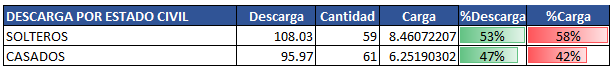 DESCARGA POR ESTADO CIVIL Descarga Cantidad Carga %Descarga %Carga
SOLTEROS 108.03 59 8.46072207 53% 58%
CASADOS 95.97 61 6.25190302 47% 42%